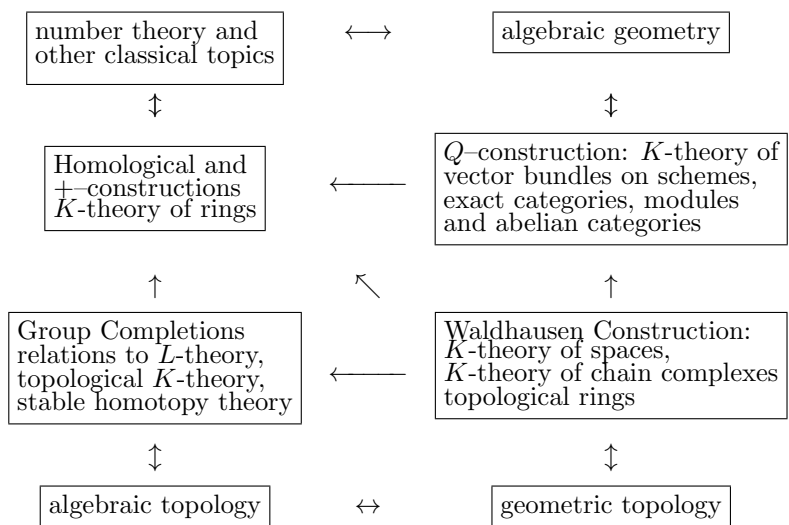 number theory and
other classical topics
algebraic geometry
Homological and
+–constructions
K-theory of rings
Q–construction: K-theory of
vector bundles on schemes,
exact categories, modules
and abelian categories
Group Completions
relations to L-theory,
topological K-theory,
stable homotopy theory
Waldhausen Construction:
K-theory of spaces,
K-theory of chain complexes
topological rings
algebraic topology
geometric topology